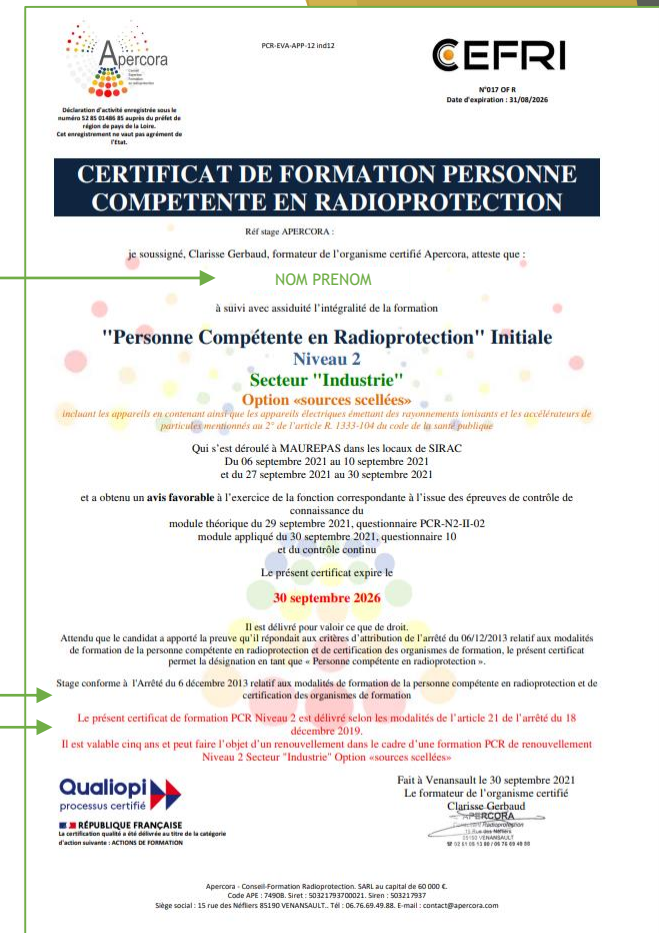 Apercora
Comité
Expertise
Formation
en radioprotection
PCR-EVA-APP-12 ind12
CEFRI
N°017 OF R
Date d'expiration : 31/08/2026
Déclaration d'activité enregistrée sous le
numéro 52 85 01486 85 auprès du préfet de
région de pays de la Loire.
Cet enregistrement ne vaut pas agrément de
l'Etat.
CERTIFICAT DE FORMATION PERSONNE
COMPETENTE EN RADIOPROTECTION
Réf stage APERCORA :
je soussigné, Clarisse Gerbaud, formateur de l'organisme certifié Apercora, atteste que :
NOM PRENOM
à suivi avec assiduité l'intégralité de la formation
"Personne Compétente en Radioprotection" Initiale
Niveau 2
Secteur "Industrie"
Option «sources scellées»
incluant les appareils en contenant ainsi que les appareils électriques émettant des rayonnements ionisants et les accélérateurs de
particules mentionnés au 2° de l'article R. 1333-104 du code de la santé publique
Qui s'est déroulé à MAUREPAS dans les locaux de SIRAC
Du 06 septembre 2021 au 10 septembre 2021
et du 27 septembre 2021 au 30 septembre 2021
et a obtenu un avis favorable à l'exercice de la fonction correspondante à l'issue des épreuves de contrôle de
connaissance du
module théorique du 29 septembre 2021, questionnaire PCR-N2-II-02
module appliqué du 30 septembre 2021, questionnaire 10
et du contrôle continu
Le présent certificat expire le
30 septembre 2026
Il est délivré pour valoir ce que de droit.
Attendu que le candidat a apporté la preuve qu'il répondait aux critères d'attribution de l'arrêté du 06/12/2013 relatif aux modalités
de formation de la personne compétente en radioprotection et de certification des organismes de formation, le présent certificat
permet la désignation en tant que « Personne compétente en radioprotection ».
Stage conforme à l'Arrêté du 6 décembre 2013 relatif aux modalités de formation de la personne compétente en radioprotection et de
certification des organismes de formation
Le présent certificat de formation PCR Niveau 2 est délivré selon les modalités de l'article 21 de l'arrêté du 18
décembre 2019.
Il est valable cinq ans et peut faire l'objet d'un renouvellement dans le cadre d'une formation PCR de renouvellement
Niveau 2 Secteur "Industrie" Option «sources scellées»
Qualiopi
processus certifié
RÉPUBLIQUE FRANÇAISE
La certification qualité a été délivrée au titre de la catégorie
d'action suivante : ACTIONS DE FORMATION
Fait à Venansault le 30 septembre 2021
Le formateur de l'organisme certifié
Clarisse Gerbaud
APERCORA
Radioprotection
15 Rue des Néfliers
85190 VENANSAULT
Apercora - Conseil-Formation Radioprotection. SARL au capital de 60 000 €.
Code APE : 7490B. Siret : 50321793700021. Siren : 503217937
Siège social : 15 rue des Néfliers 85190 VENANSAULT.. Tél : 06.76.69.49.88. E-mail : contact@apercora.com